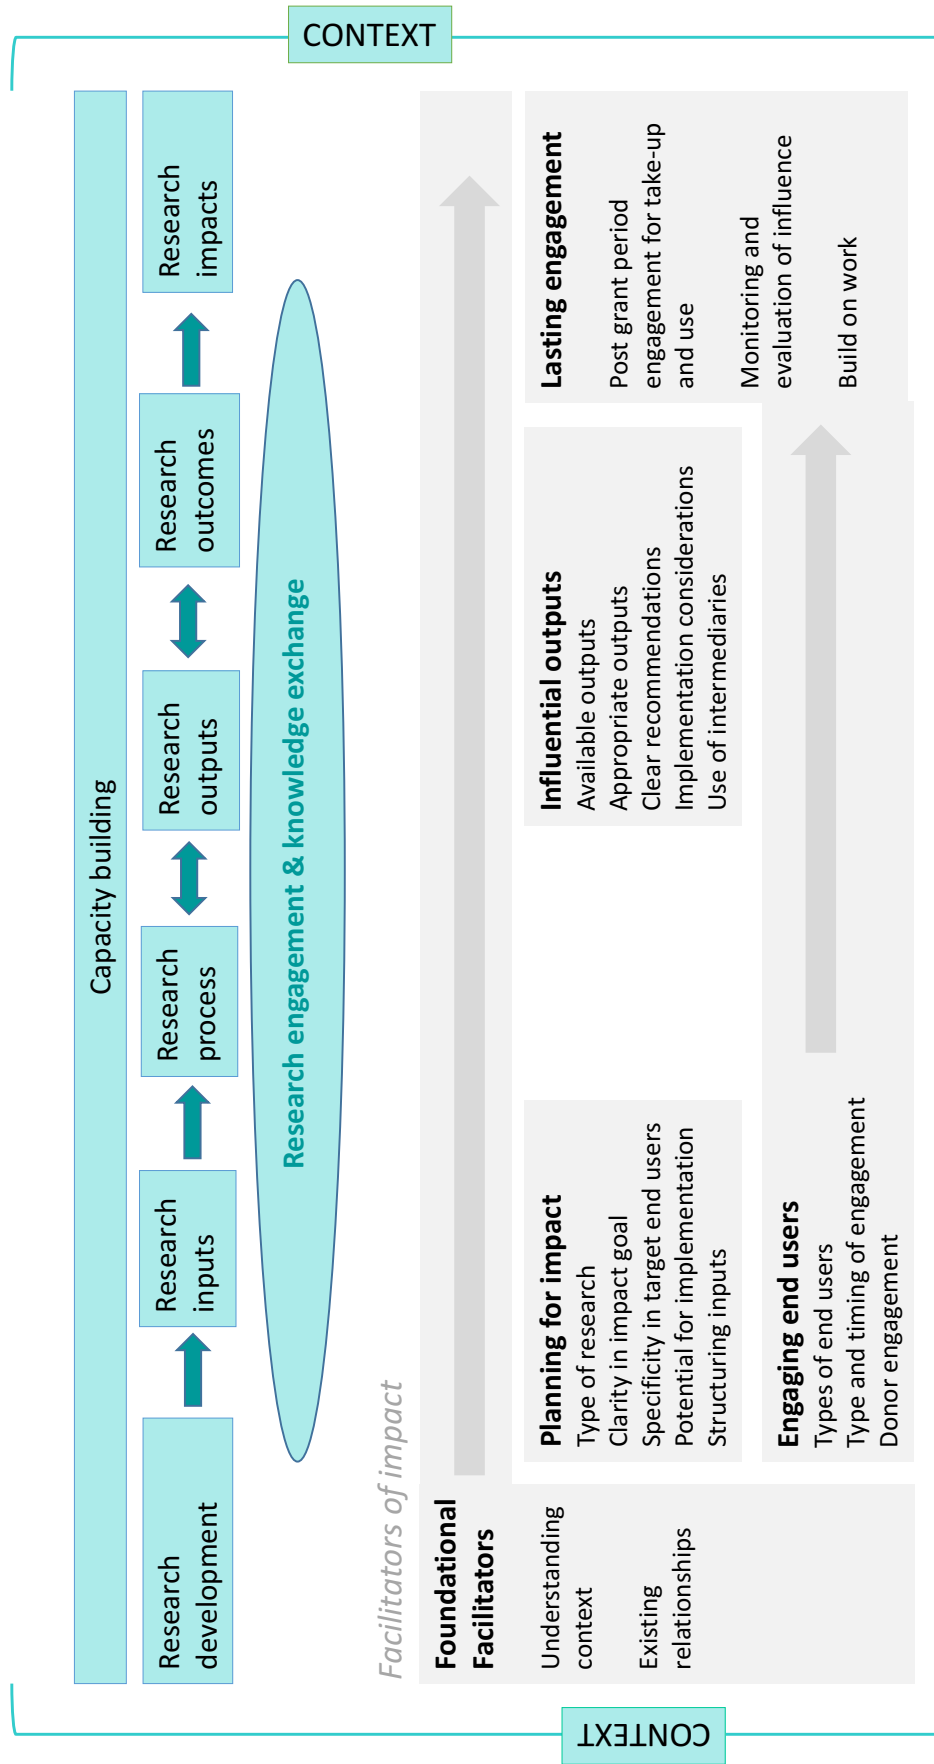 CONTEXT
Capacity building
Research
development
Research
inputs
Research
process
Research
outputs
Research
outcomes
Research
impacts
Research engagement & knowledge exchange
Facilitators of impact
Foundational
Facilitators
Understanding
context
Existing
relationships
Planning for impact
Type of research
Clarity in impact goal
Specificity in target end users
Potential for implementation
Structuring inputs
Influential outputs
Available outputs
Appropriate outputs
Clear recommendations
Implementation considerations
Use of intermediaries
Lasting engagement
Post grant period
engagement for take-up
and use
Monitoring and
evaluation of influence
Build on work
Engaging end users
Types of end users
Type and timing of engagement
Donor engagement
CONTEXT